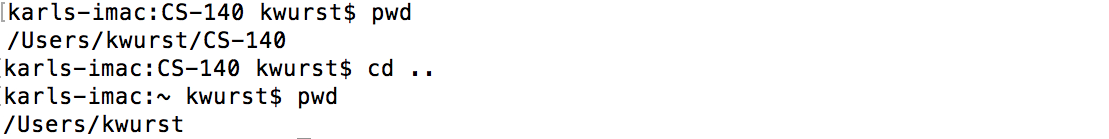 [karls-imac:CS-140 kwurst$ pwd
/Users/kwurst/CS-140
[karls-imac:CS-140 kwurst$ cd ..
[karls-imac:~ kwurst$ pwd
/Users/kwurst